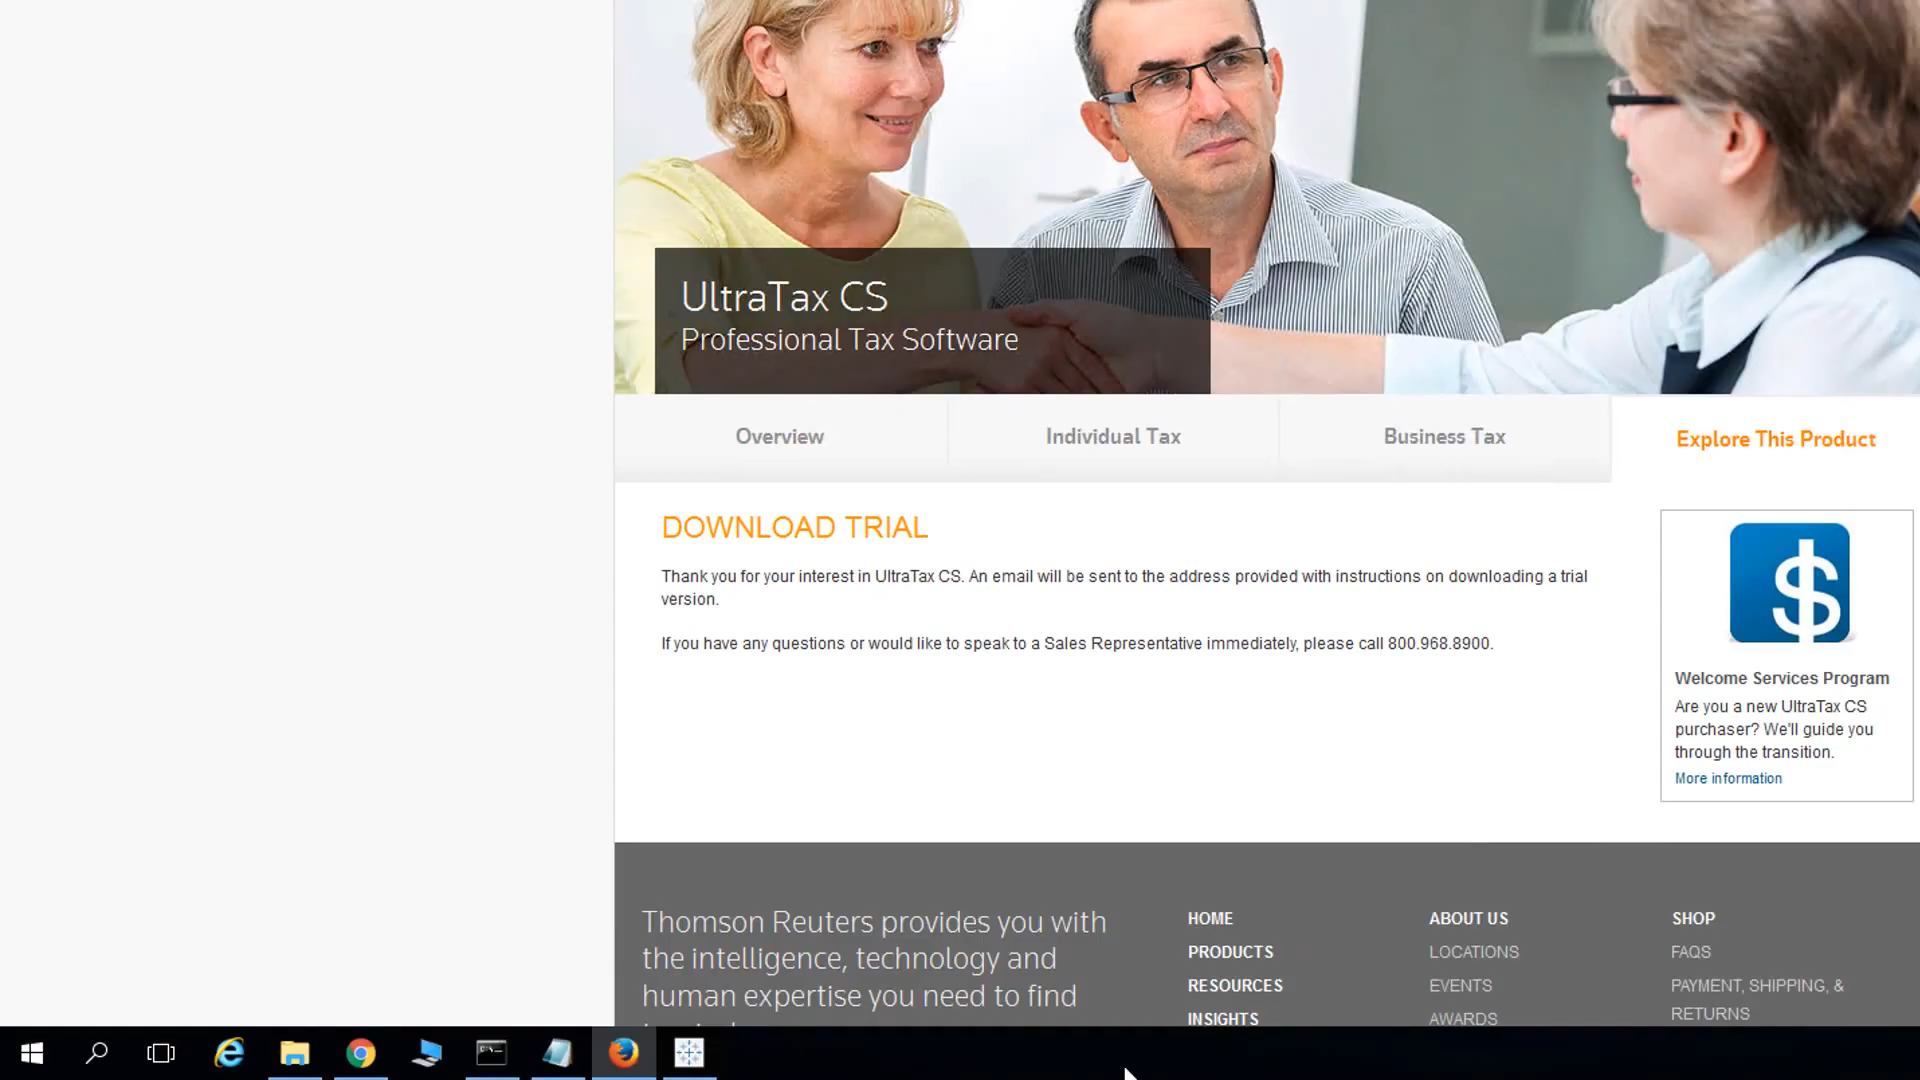 UltraTax CS
Professional Tax Software
Overview
Individual Tax
Business Tax
Explore This Product
DOWNLOAD TRIAL
Thank you for your interest in UltraTax CS. An email will be sent to the address provided with instructions on downloading a trial
version.
If you have any questions or would like to speak to a Sales Representative immediately, please call 800.968.8900.
$
Welcome Services Program
Are you a new UltraTax CS
purchaser? We'll guide you
through the transition.
More information
Thomson Reuters provides you with
the intelligence, technology and
human expertise you need to find
HOME
PRODUCTS
RESOURCES
INSIGHTS
ABOUT US
LOCATIONS
EVENTS
AWARDS
SHOP
FAQS
PAYMENT, SHIPPING, &
RETURNS